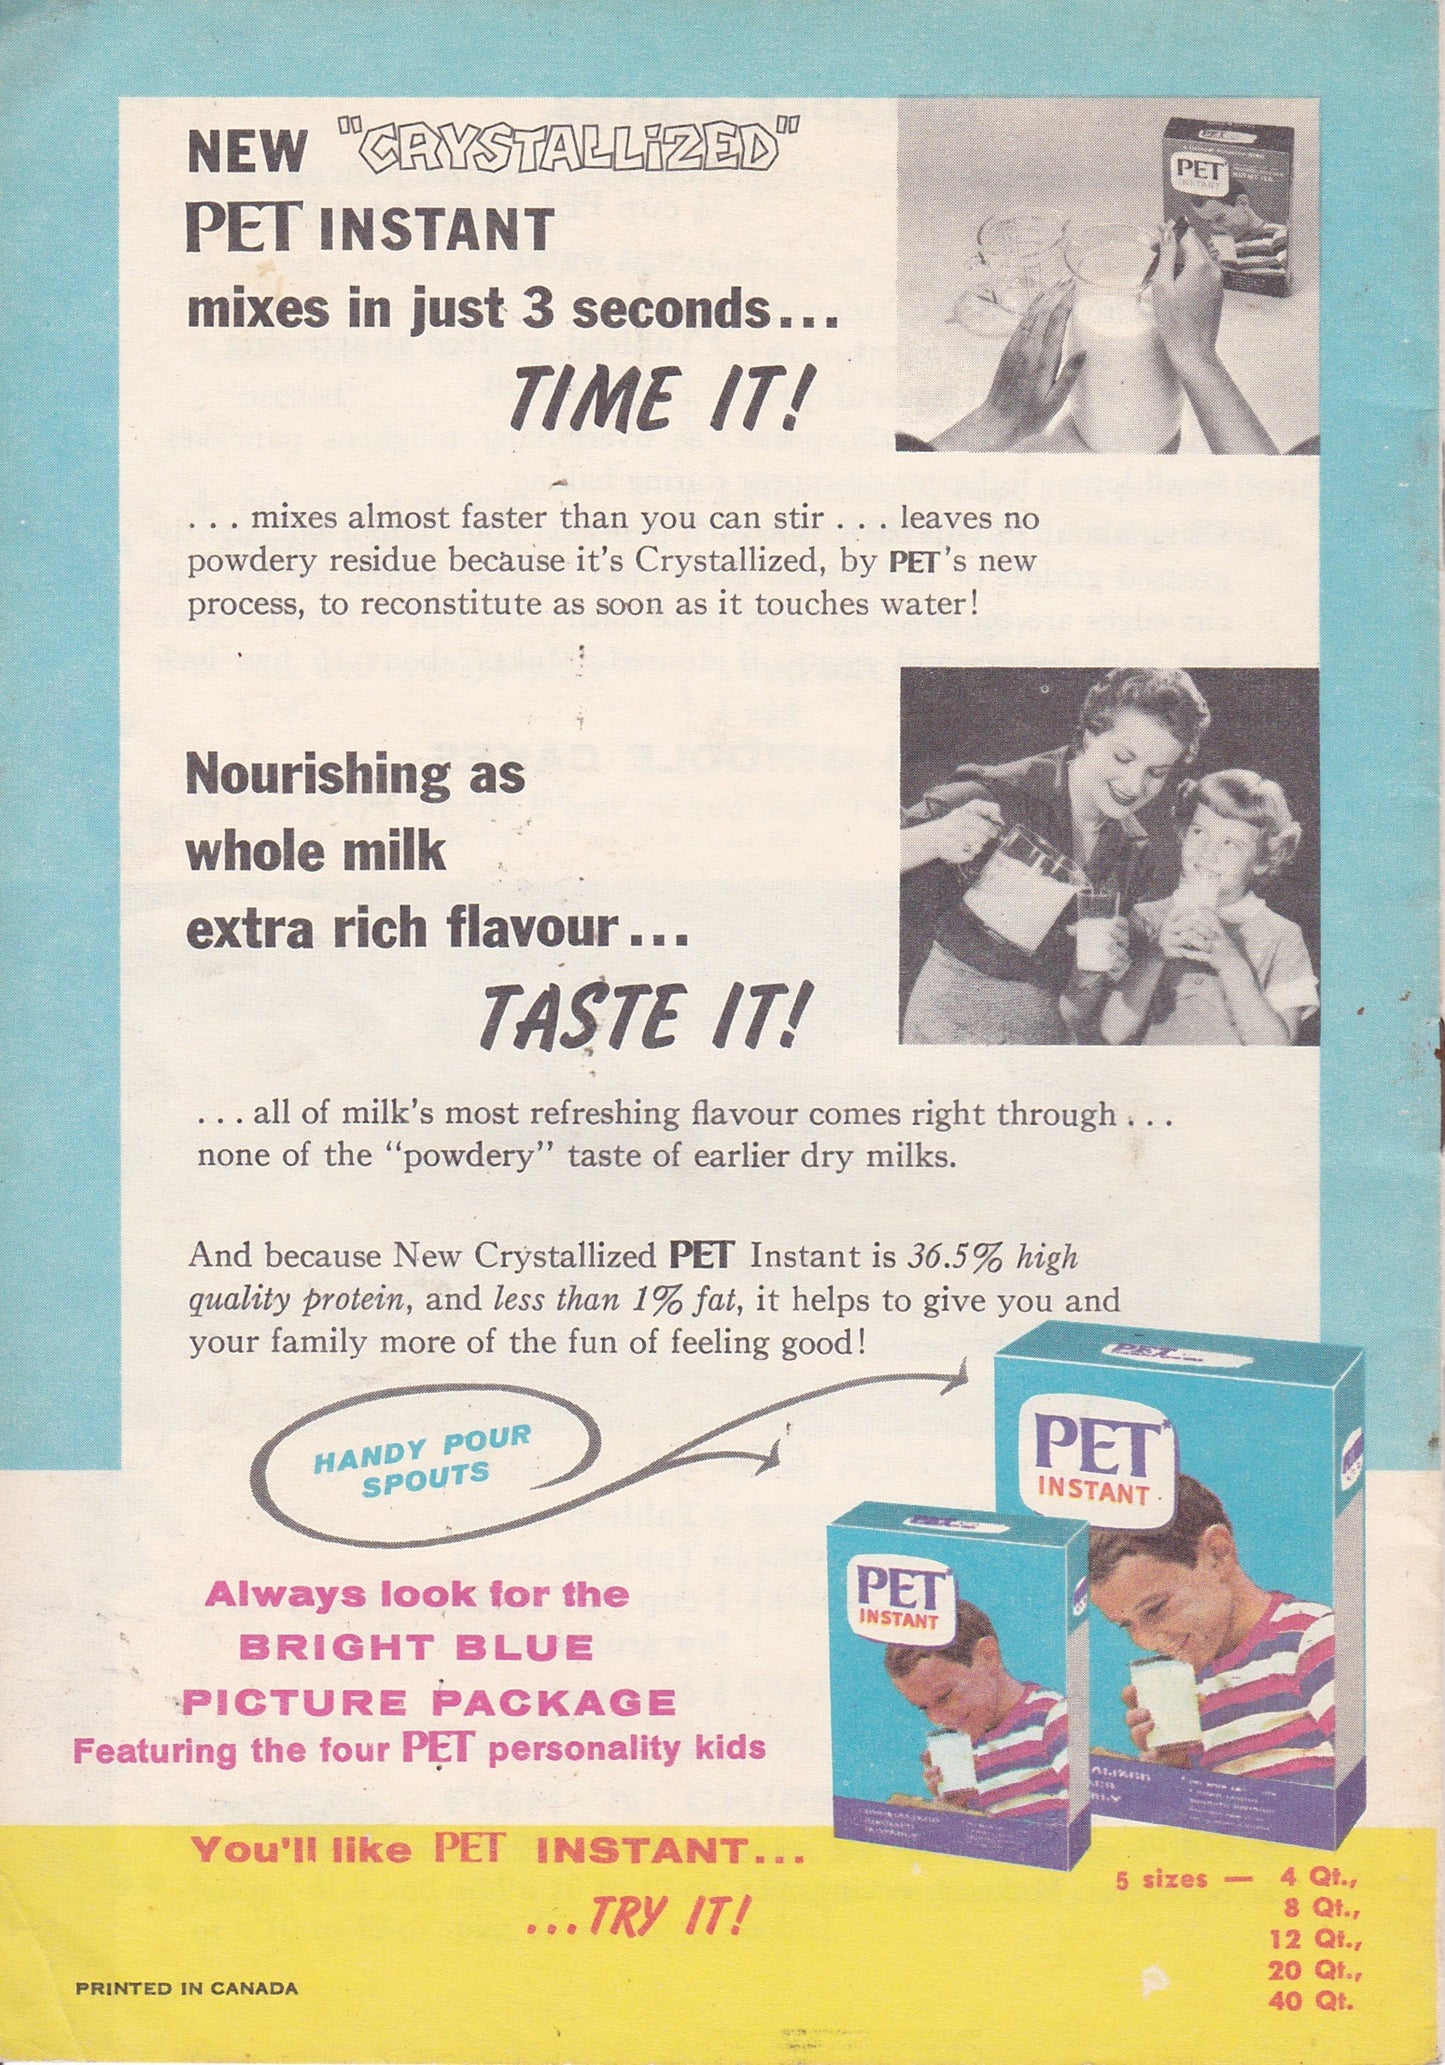 NEW "CRYSTALLiZED"
PET INSTANT
mixes in just 3 seconds...
TIME IT!
PET
INSTANT
. . . mixes almost faster than you can stir . . . leaves no
powdery residue because it's Crystallized, by PET's new
process, to reconstitute as soon as it touches water!
Nourishing as
whole milk
extra rich flavour...
TASTE IT!
. . . all of milk's most refreshing flavour comes right through . . .
none of the "powdery" taste of earlier dry milks.
And because New Crystallized PET Instant is 36.5% high
quality protein, and less than 1% fat, it helps to give you and
your family more of the fun of feeling good!
HANDY POUR
SPOUTS
PET
PET*
INSTANT
PET
PET*
INSTANT
Always look for the
BRIGHT BLUE
PICTURE PACKAGE
Featuring the four PET personality kids
You'll like PET INSTANT...
...TRY IT!
5 sizes — 4 Qt.,
8 Qt.,
12 Qt.,
20 Qt.,
40 Qt.
PRINTED IN CANADA